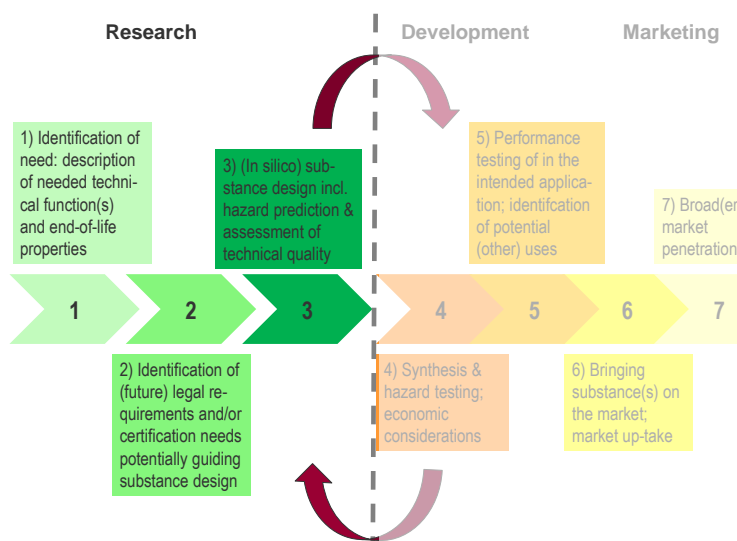 Research
Development
Marketing
1) Identification of
need: description
of needed techni-
cal function(s)
and end-of-life
properties
3) (In silico) sub-
stance design incl.
hazard prediction &
assessment of
technical quality
5) Performance
testing of in the
intended applica-
tion; identifcation
of potential
(other) uses
7) Broad(er
market
penetration
1
2
3
4
5
6
7
2) Identification of
(future) legal re-
quirements and/or
certification needs
potentially guiding
substance design
4) Synthesis &
hazard testing;
economic
considerations
6) Bringing
substance(s) on
the market;
market up-take